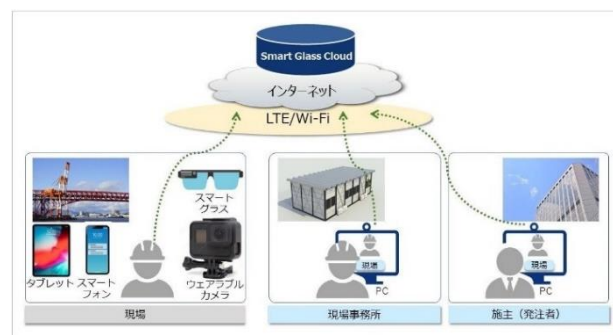 Smart Glass Cloud
インターネット
LTE/Wi-Fi
スマート
グラス
タブレット
スマート
フォン
ウェアラブル
カメラ
現場
現場
PC
現場事務所
現場
PC
施主（発注者）